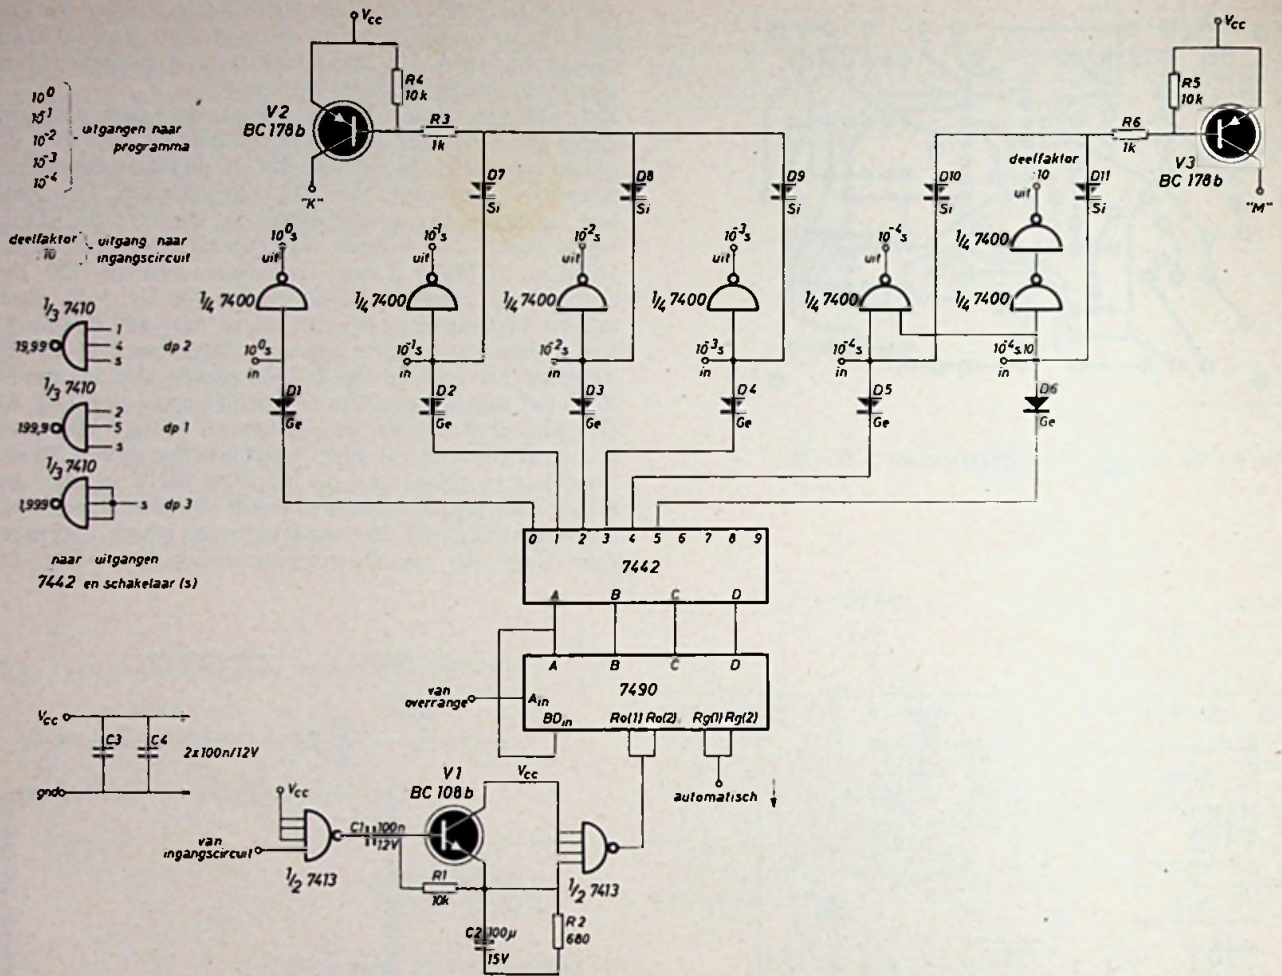 Vcc
R4
10k
V2
BC 178b
R3
1k
"K"
Vcc
R5
10k
R6
1k
V3
BC 178b
"M"
10⁰
10⁻¹
10⁻²
10⁻³
10⁻⁴
uitgangen naar
programma
deelfaktor
10
uitgang naar
ingangscircuit
D7
Si
D8
Si
D9
Si
D10
Si
D11
Si
deelfaktor
10
uit
10⁰s
uit
10⁻¹s
uit
10⁻²s
uit
10⁻³s
uit
10⁻⁴s
uit
1/4 7400
1/4 7400
1/4 7400
1/4 7400
1/4 7400
1/4 7400
1/4 7400
10⁰s
in
10⁻¹s
in
10⁻²s
in
10⁻³s
in
10⁻⁴s
in
10⁻⁴s.10
in
D1
Ge
D2
Ge
D3
Ge
D4
Ge
D5
Ge
D6
Ge
1/3 7410
19,99
1
4
s
dp 2
1/3 7410
199,9
2
5
s
dp 1
1/3 7410
1,999
s
dp 3
naar uitgangen
7442 en schakelaar (s)
0 1 2 3 4 5 6 7 8 9
7442
A B C D
A B C D
7490
van
overrange
Ain
BDin
Ro(1) Ro(2) Rg(1) Rg(2)
automatisch
Vcc
C3
C4
2x100n/12V
gnd
Vcc
van
ingangscircuit
1/2 7413
C1
100n
12V
V1
BC 108b
Vcc
R1
10k
1/2 7413
C2
100µ
15V
R2
680